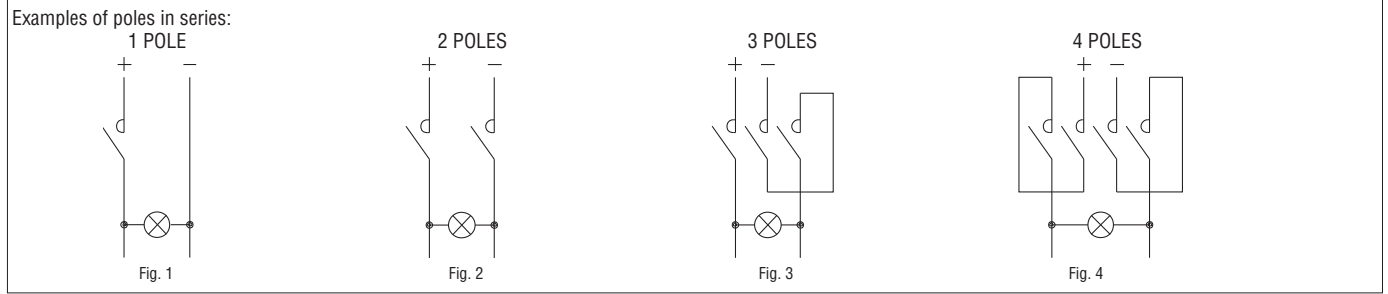 Examples of poles in series:
1 POLE 2 POLES 3 POLES 4 POLES
+ − + − + − + −
Fig. 1 Fig. 2 Fig. 3 Fig. 4